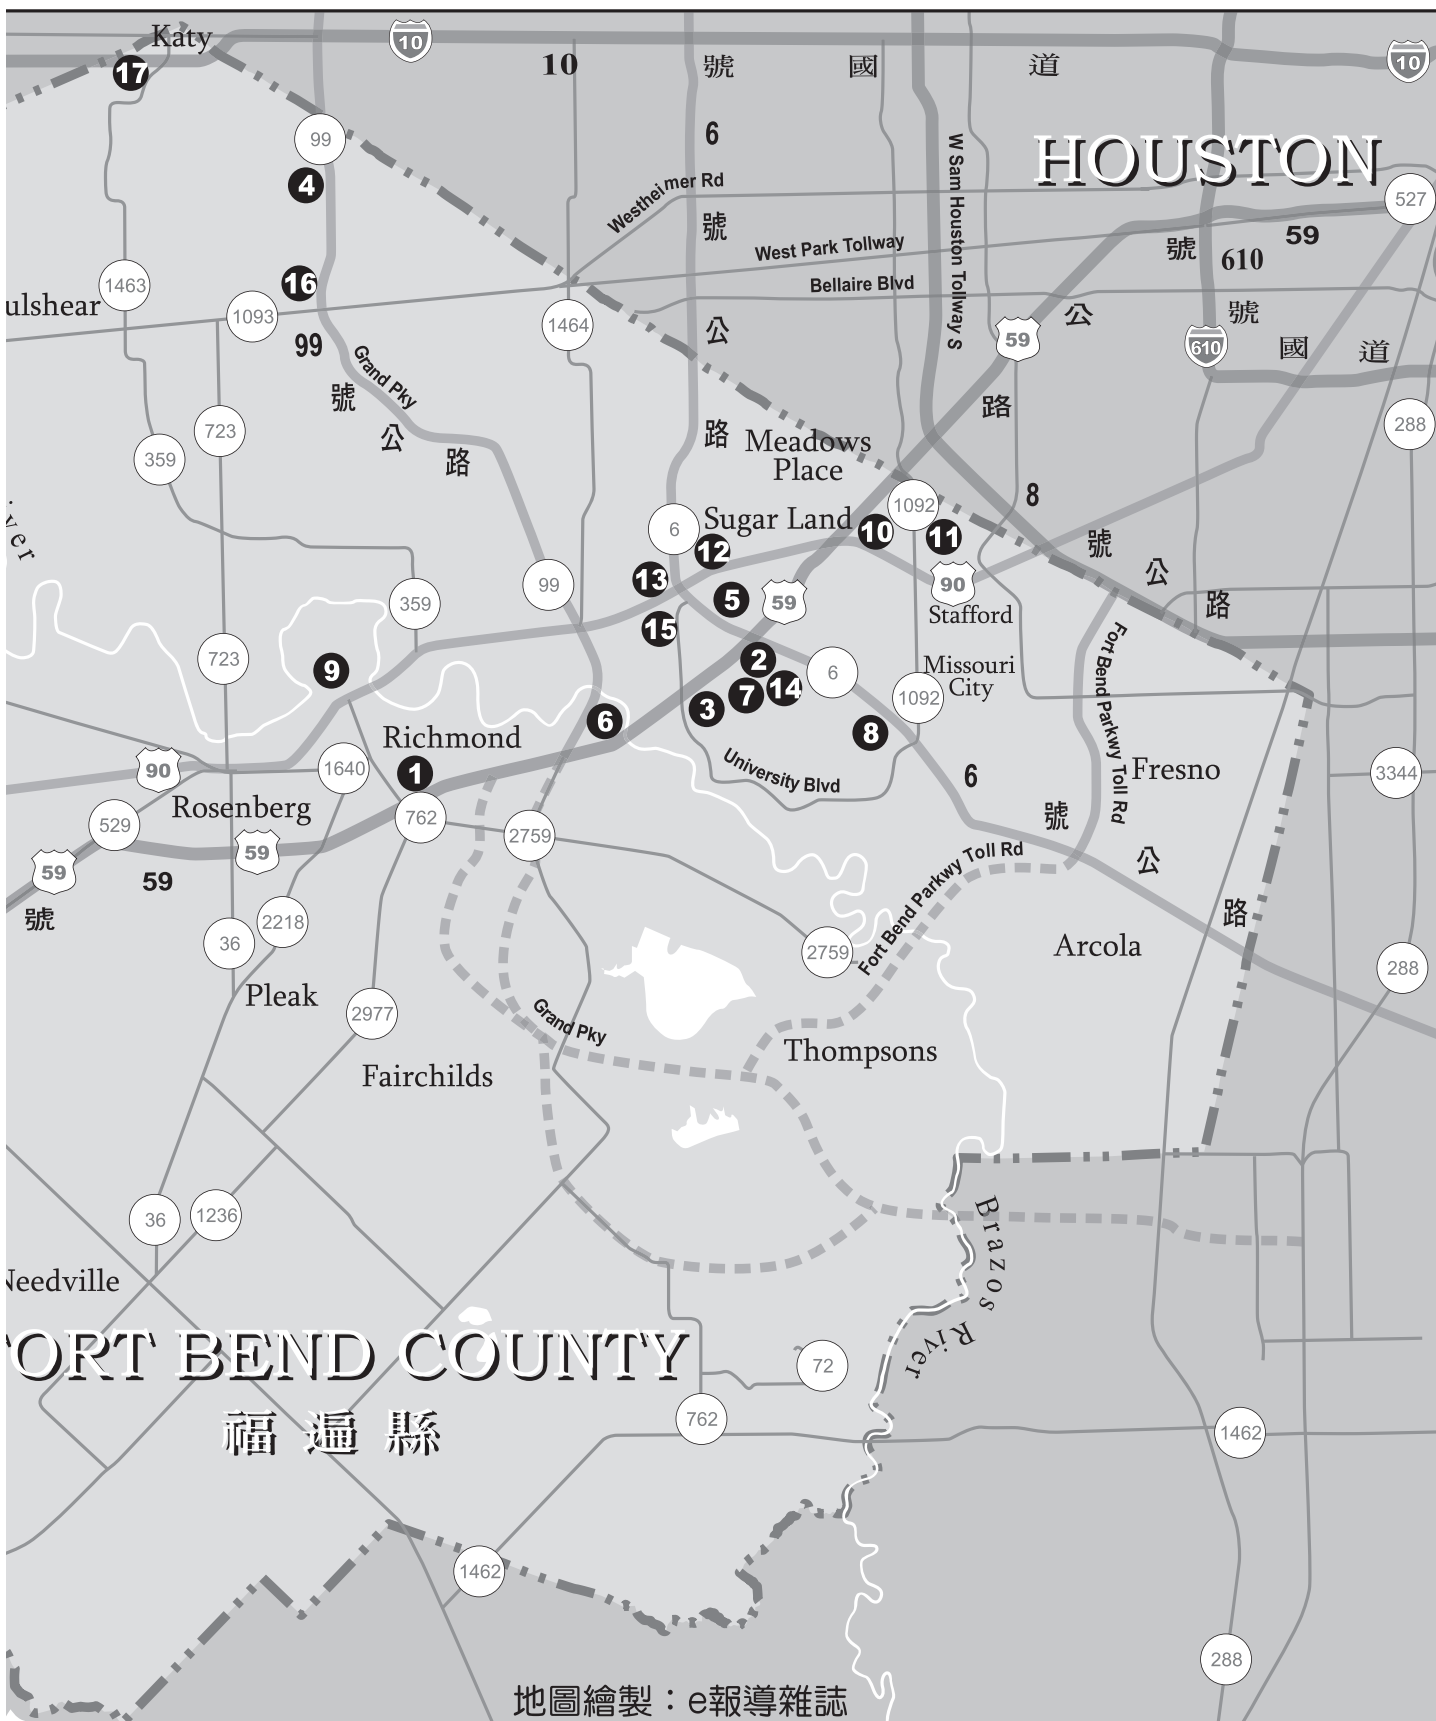 Katy
10
10
17
10 號 國 道
6 號 公 路
99
4
HOUSTON
Westheimer Rd
W Sam Houston Tollway S
527
59 號 公 路
610 號 國 道
West Park Tollway
Bellaire Blvd
16
1463
ulshear
1093
1464
59
610
99 號 公 路
Grand Pky
723
359
288
Meadows
Place
iver
6
Sugar Land
12
10
1092
11
8 號 公 路
13
5
59
90
Stafford
99
359
15
723
9
2
6
Missouri
City
1092
Fort Bend Parkwy Toll Rd
3
7
14
6
8
Richmond
1
University Blvd
90
1640
Fresno
3344
6 號 公 路
Rosenberg
529
762
2759
59
59
59
號
Fort Bend Parkwy Toll Rd
2218
36
2759
Arcola
288
Pleak
2977
Grand Pky
Thompsons
Fairchilds
36
1236
Brazos River
Needville
FORT BEND COUNTY
福 遍 縣
72
762
1462
1462
288
地圖繪製：e報導雜誌